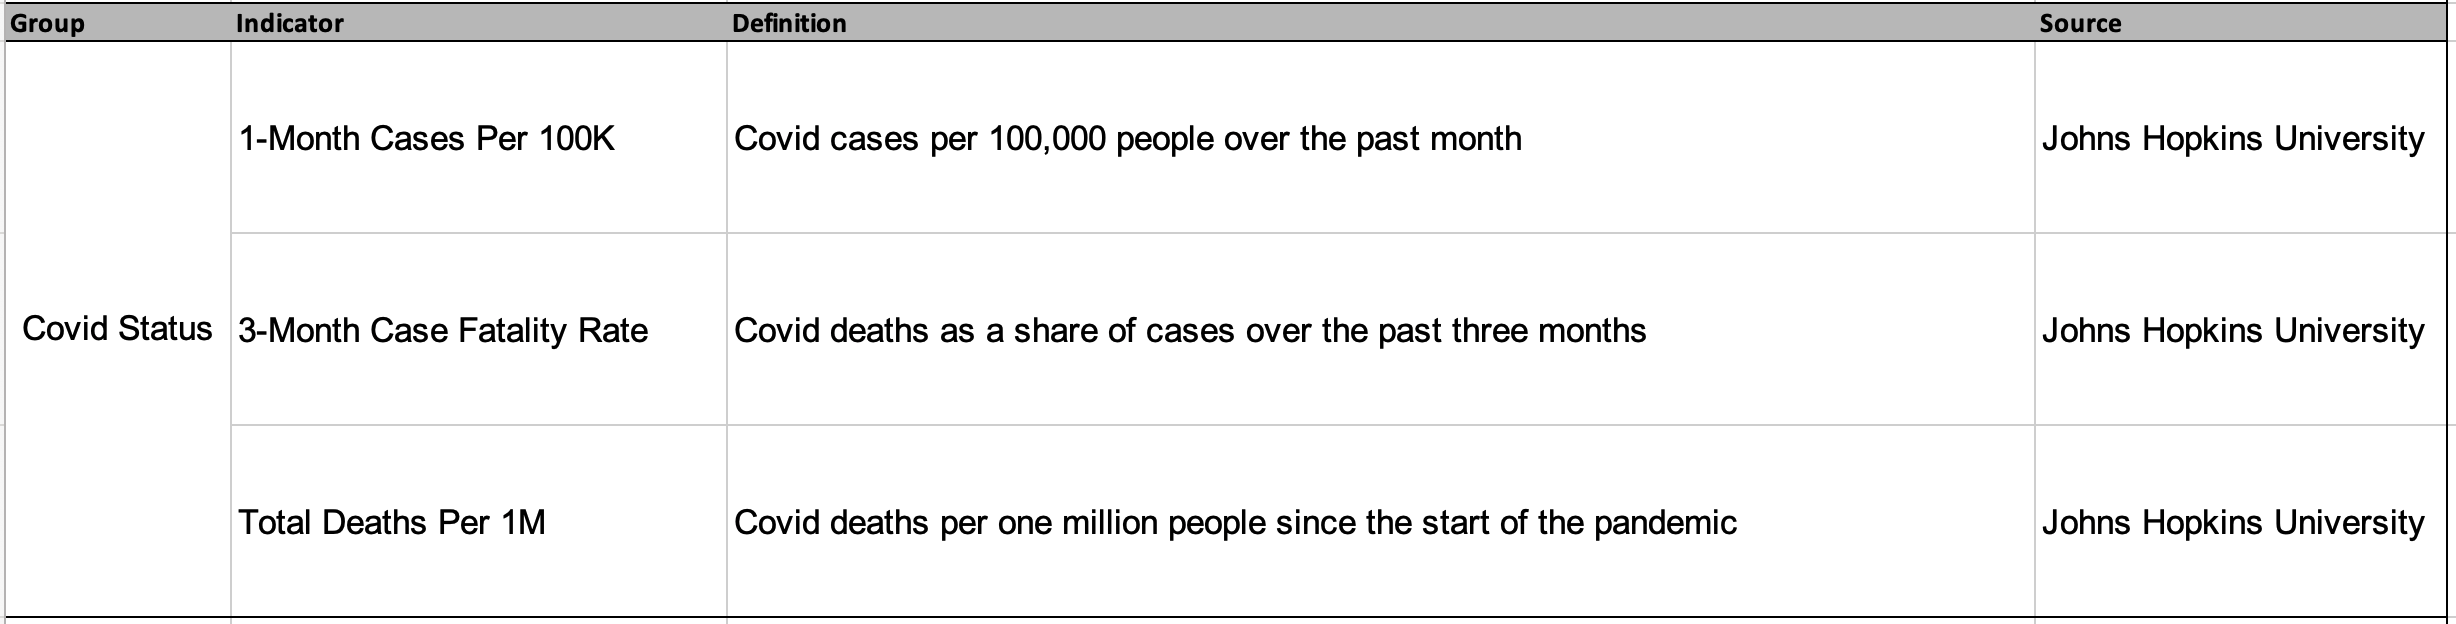 Group Indicator Definition Source
1-Month Cases Per 100K Covid cases per 100,000 people over the past month Johns Hopkins University
Covid Status 3-Month Case Fatality Rate Covid deaths as a share of cases over the past three months Johns Hopkins University
Total Deaths Per 1M Covid deaths per one million people since the start of the pandemic Johns Hopkins University